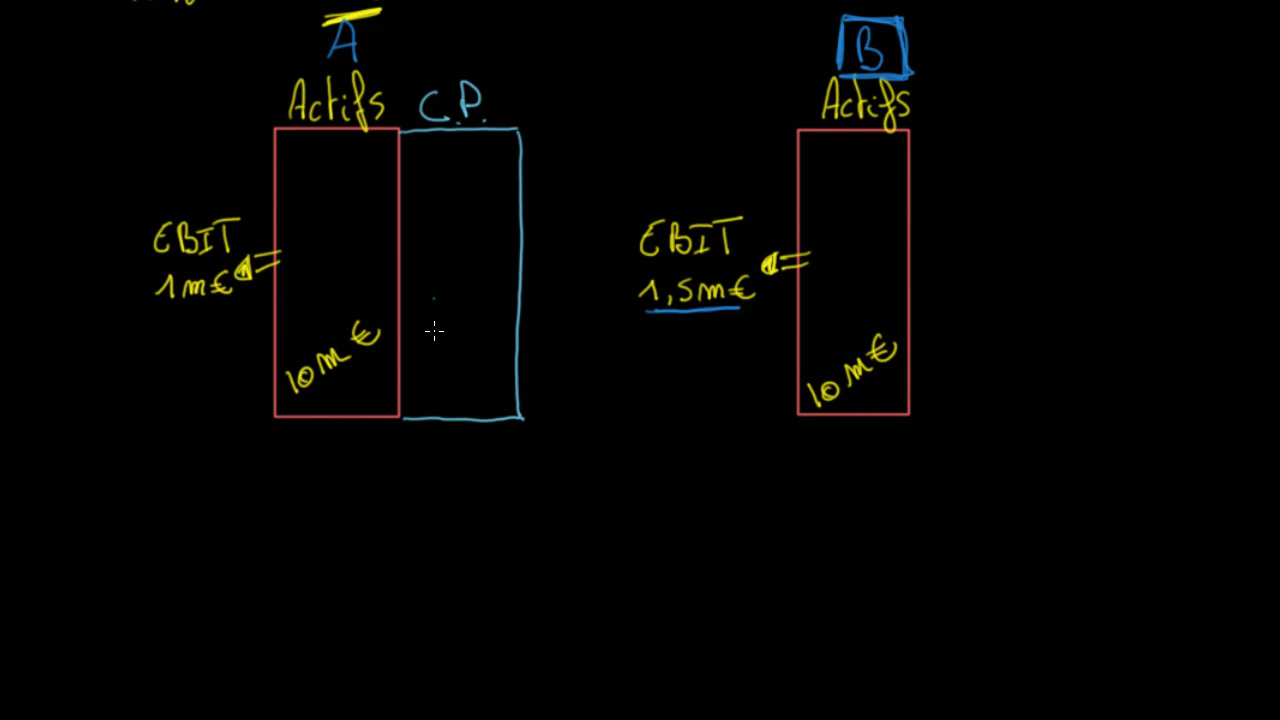 A
Actifs C.P.
EBIT
1m€
10m€
B
Actifs
EBIT
1,5m€
10m€